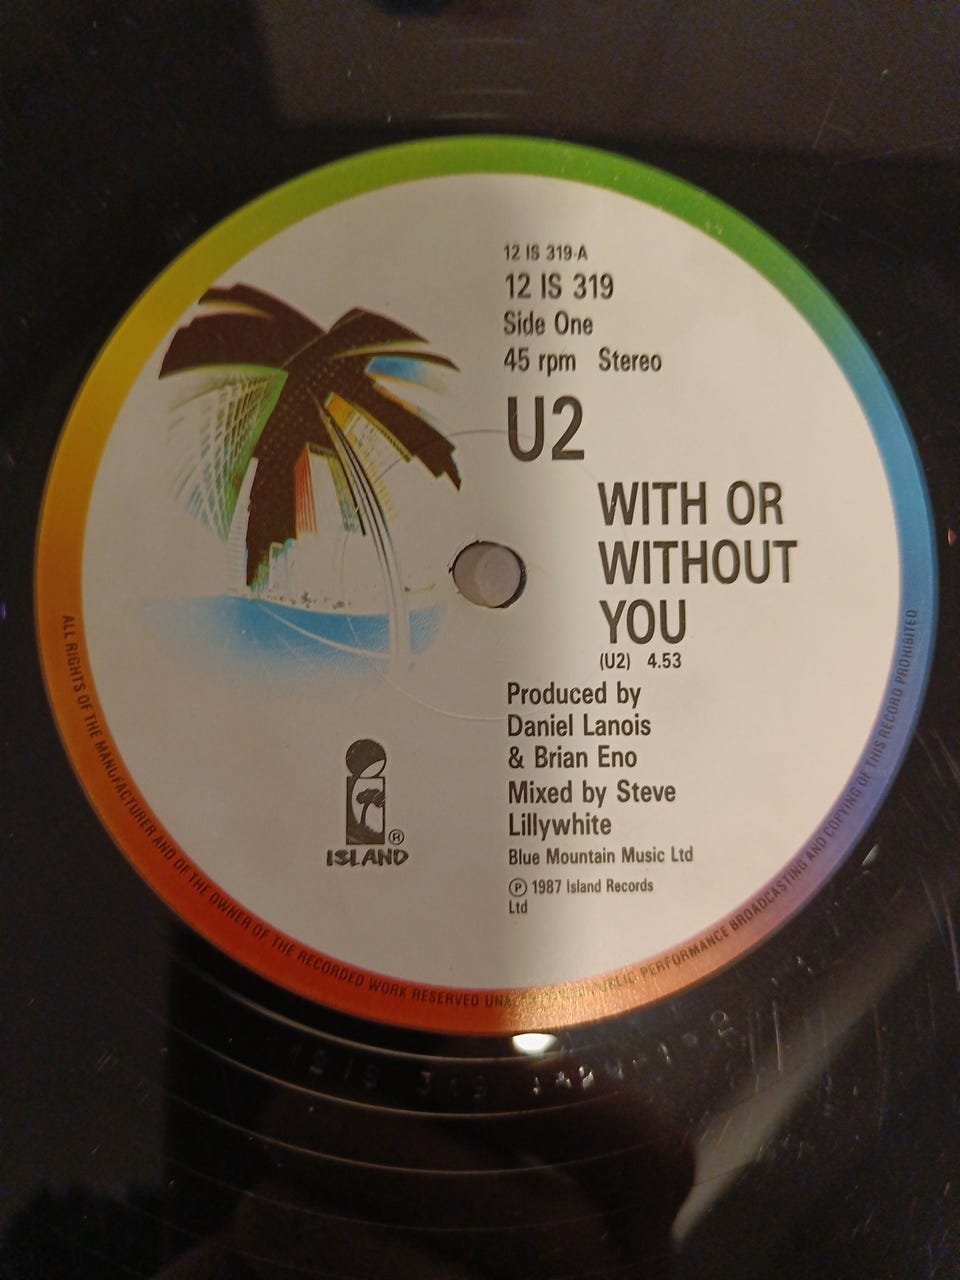 12 IS 319-A
12 IS 319
Side One
45 rpm Stereo
U2
WITH OR
WITHOUT
YOU
(U2) 4.53
Produced by
Daniel Lanois
& Brian Eno
Mixed by Steve
Lillywhite
Blue Mountain Music Ltd
Ⓟ 1987 Island Records
Ltd
®
ISLAND
ALL RIGHTS OF THE MANUFACTURER AND OF THE OWNER OF THE RECORDED WORK RESERVED PUBLIC PERFORMANCE BROADCASTING AND COPYING OF THIS RECORD PROHIBITED
12 IS 319